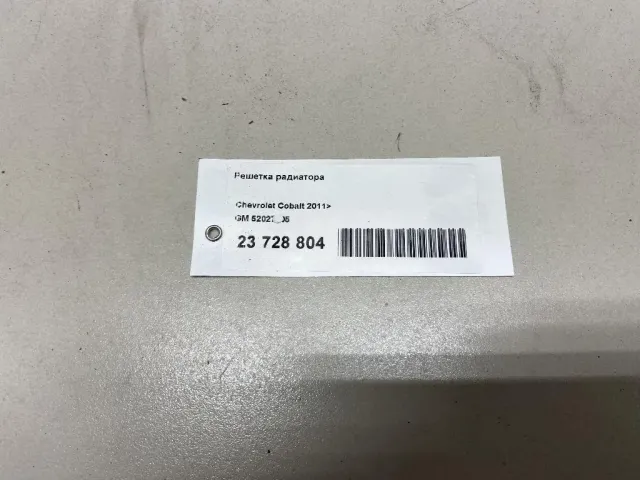 Решетка радиатора
Chevrolet Cobalt 2011>
GM
23 728 804